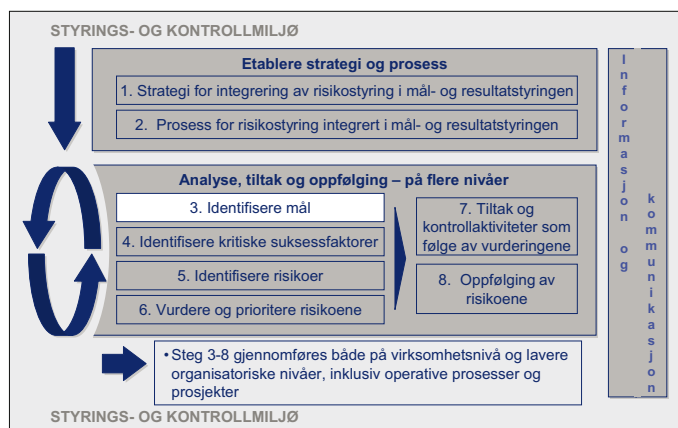 STYRINGS- OG KONTROLLMILJØ
Etablere strategi og prosess
1. Strategi for integrering av risikostyring i mål- og resultatstyringen
2. Prosess for risikostyring integrert i mål- og resultatstyringen
Analyse, tiltak og oppfølging – på flere nivåer
3. Identifisere mål
4. Identifisere kritiske suksessfaktorer
5. Identifisere risikoer
6. Vurdere og prioritere risikoene
7. Tiltak og
kontrollaktiviteter som
følge av vurderingene
8. Oppfølging av
risikoene
• Steg 3-8 gjennomføres både på virksomhetsnivå og lavere
organisatoriske nivåer, inklusiv operative prosesser og
prosjekter
Informasjon og
kommunikasjon
STYRINGS- OG KONTROLLMILJØ